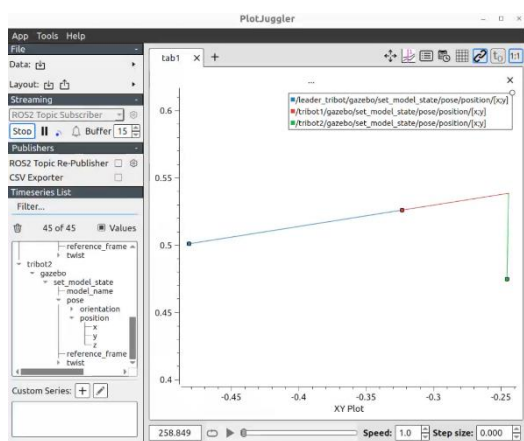 PlotJuggler
App Tools Help
File
Data:
Layout:
Streaming
ROS2 Topic Subscriber
Stop Buffer 15
Publishers
ROS2 Topic Re-Publisher
CSV Exporter
Timeseries List
Filter...
45 of 45 Values
reference_frame
twist
tribot2
gazebo
set_model_state
model_name
pose
orientation
position
x
y
z
reference_frame
twist
Custom Series:
tab1 × +
1:1
...
/leader_tribot/gazebo/set_model_state/pose/position/[x;y]
/tribot1/gazebo/set_model_state/pose/position/[x;y]
/tribot2/gazebo/set_model_state/pose/position/[x;y]
0.6
0.55
0.5
0.45
0.4
-0.45 -0.4 -0.35 -0.3 -0.25
XY Plot
258.849 Speed: 1.0 Step size: 0.000